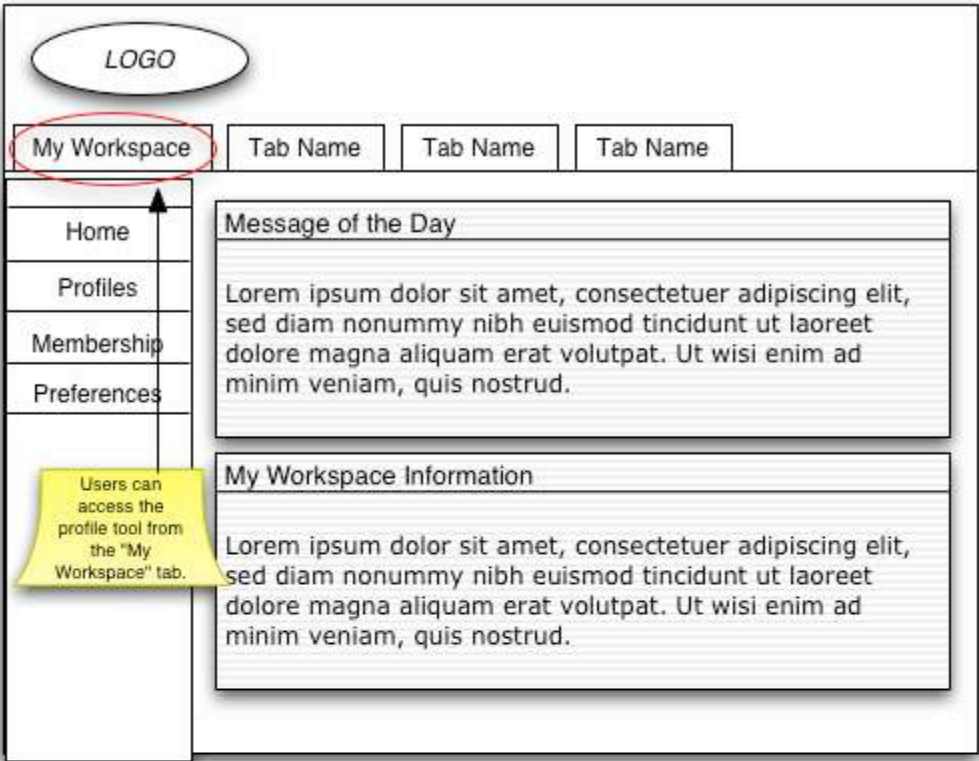 LOGO
My Workspace
Tab Name
Tab Name
Tab Name
Home
Profiles
Membership
Preferences
Users can
access the
profile tool from
the "My
Workspace" tab.
Message of the Day
Lorem ipsum dolor sit amet, consectetuer adipiscing elit,
sed diam nonummy nibh euismod tincidunt ut laoreet
dolore magna aliquam erat volutpat. Ut wisi enim ad
minim veniam, quis nostrud.
My Workspace Information
Lorem ipsum dolor sit amet, consectetuer adipiscing elit,
sed diam nonummy nibh euismod tincidunt ut laoreet
dolore magna aliquam erat volutpat. Ut wisi enim ad
minim veniam, quis nostrud.